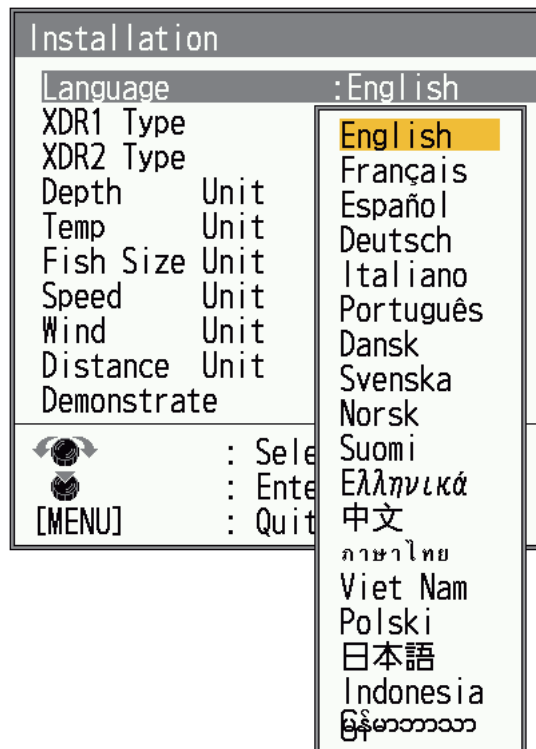 Installation
Language :English
XDR1 Type
XDR2 Type
Depth Unit
Temp Unit
Fish Size Unit
Speed Unit
Wind Unit
Distance Unit
Demonstrate
: Sele
: Ente
[MENU] : Quit
English
Français
Español
Deutsch
Italiano
Português
Dansk
Svenska
Norsk
Suomi
Ελληνικά
中文
ภาษาไทย
Viet Nam
Polski
日本語
Indonesia
မြန်မာဘာသာ